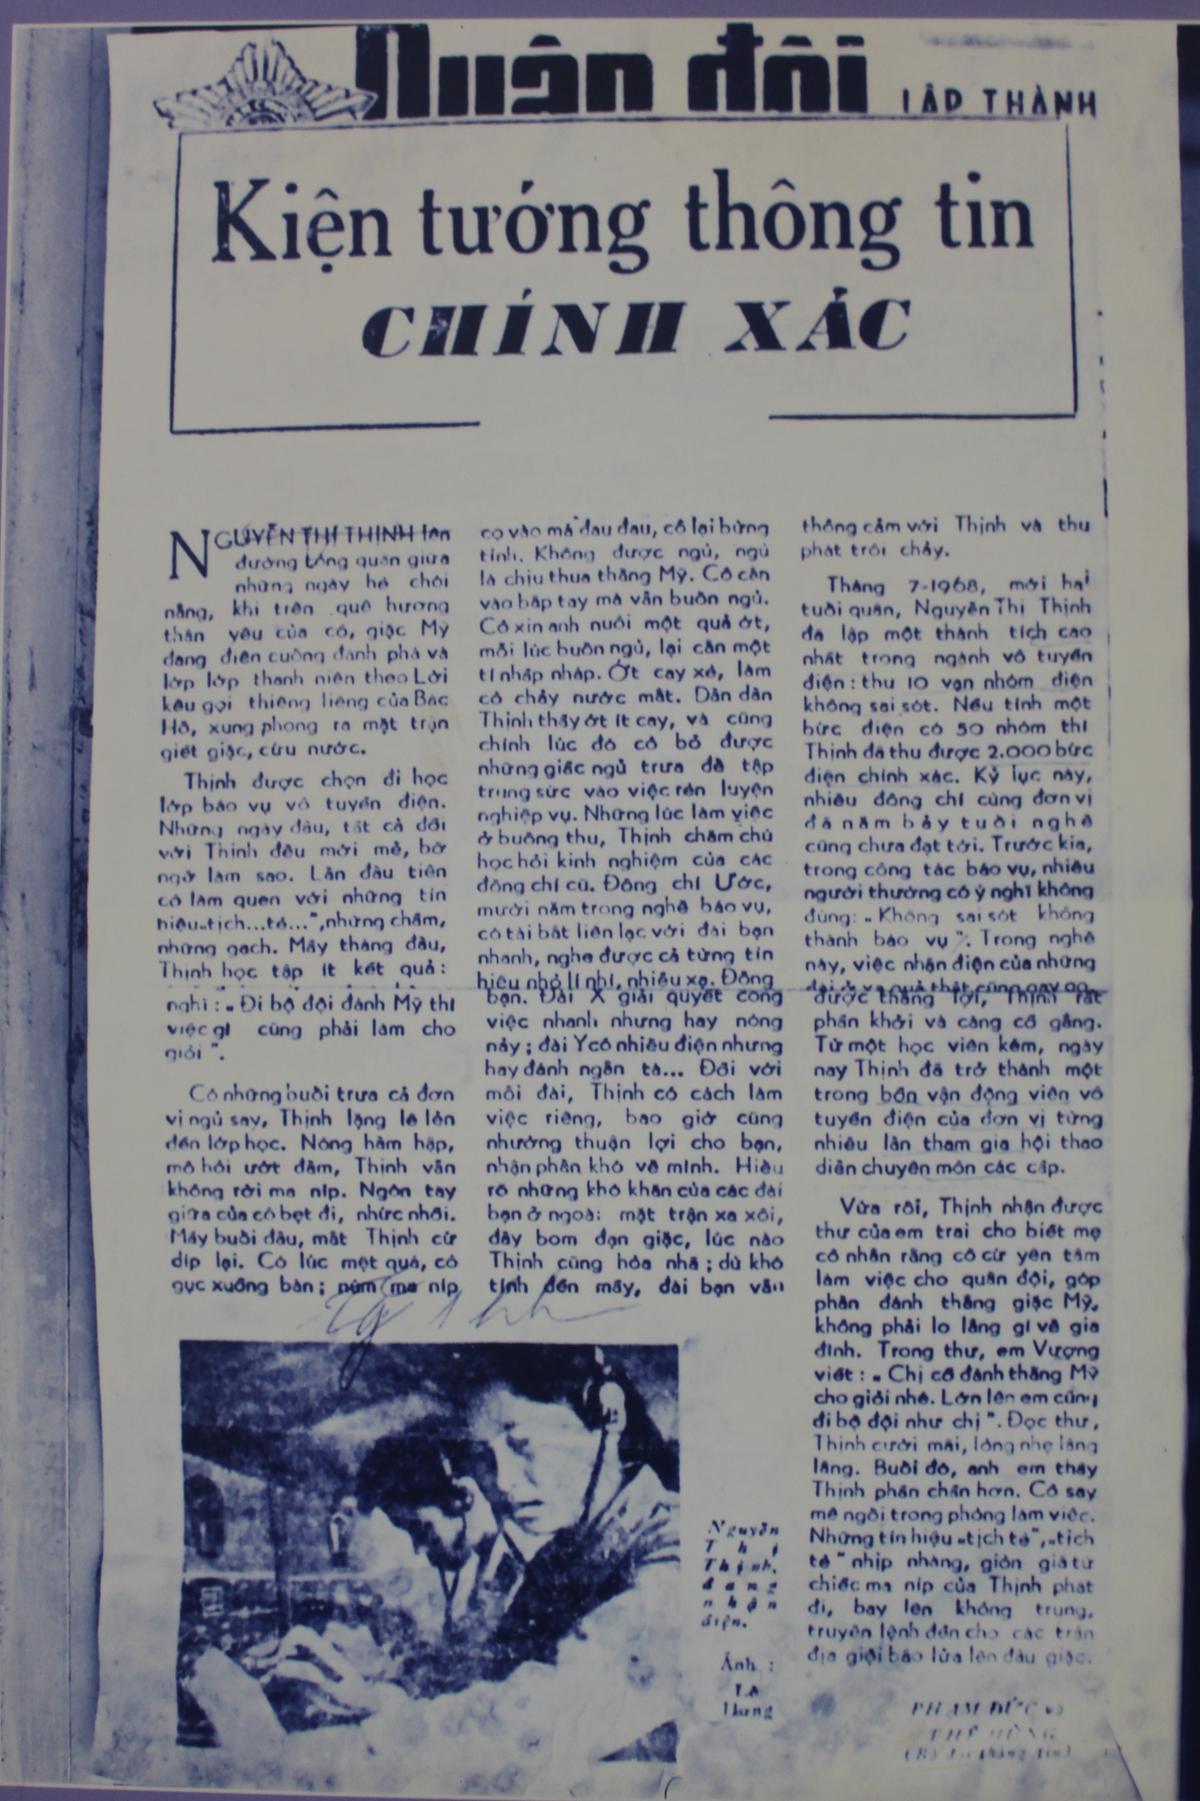 Quân đội LẬP THÀNH
Kiện tướng thông tin
CHÍNH XÁC
NGUYỄN THỊ THỊNH lên
đường tòng quân giữa
những ngày hè chói
nắng, khi trên quê hương
thân yêu của cô, giặc Mỹ
đang điên cuồng đánh phá và
lớp lớp thanh niên theo Lời
kêu gọi thiêng liêng của Bác
Hồ, xung phong ra mặt trận
giết giặc, cứu nước.
Thịnh được chọn đi học
lớp báo vụ vô tuyến điện.
Những ngày đầu, tất cả đối
với Thịnh đều mới mẻ, bỡ
ngỡ làm sao. Lần đầu tiên
cô làm quen với những tín
hiệu„tịch...tè...”,những chấm,
những gạch. Mấy tháng đầu,
Thịnh học tập ít kết quả:
nghĩ : „ Đi bộ đội đánh Mỹ thì
việc gì cũng phải làm cho
giỏi ”.
Có những buổi trưa cả đơn
vị ngủ say, Thịnh lặng lẽ lên
đến lớp học. Nóng hầm hập,
mồ hôi ướt đầm, Thịnh vẫn
không rời ma níp. Ngón tay
giữa của cô bẹt đi, nhức nhối.
Mấy buổi đầu, mắt Thịnh cứ
díp lại. Có lúc mệt quá, cô
gục xuống bàn ; núm ma níp
cọ vào má đau đau, cô lại bừng
tỉnh. Không được ngủ, ngủ
là chịu thua thằng Mỹ. Cô cắn
vào bắp tay mà vẫn buồn ngủ.
Cô xin anh nuôi một quả ớt,
mỗi lúc buồn ngủ, lại cắn một
tí nhấp nháp. Ớt cay xè, làm
cô chảy nước mắt. Dần dần
Thịnh thấy ớt ít cay, và cũng
chính lúc đó cô bỏ được
những giấc ngủ trưa để tập
trung sức vào việc rèn luyện
nghiệp vụ. Những lúc làm việc
ở buồng thu, Thịnh chăm chú
học hỏi kinh nghiệm của các
đồng chí cũ. Đồng chí Ước,
mười năm trong nghề báo vụ,
có tài bắt liên lạc với đài bạn
nhanh, nghe được cả từng tín
hiệu nhỏ lí nhí, nhiễu xạ. Đồng
bạn. Đài X giải quyết công
việc nhanh nhưng hay nóng
nảy ; đài Y có nhiều điện nhưng
hay đánh ngân tà... Đối với
mỗi đài, Thịnh có cách làm
việc riêng, bao giờ cũng
nhường thuận lợi cho bạn,
nhận phần khó về mình. Hiểu
rõ những khó khăn của các đài
bạn ở ngoài mặt trận xa xôi,
đầy bom đạn giặc, lúc nào
Thịnh cũng hòa nhã ; dù khó
tính đến mấy, đài bạn vẫn
thông cảm với Thịnh và thu
phát trôi chảy.
Tháng 7-1968, mới hai
tuổi quân, Nguyễn Thị Thịnh
đã lập một thành tích cao
nhất trong ngành vô tuyến
điện : thu 10 vạn nhóm điện
không sai sót. Nếu tính một
bức điện có 50 nhóm thì
Thịnh đã thu được 2.000 bức
điện chính xác. Kỷ lục này,
nhiều đồng chí cùng đơn vị
đã năm bảy tuổi nghề
cũng chưa đạt tới. Trước kia,
trong công tác báo vụ, nhiều
người thường có ý nghĩ không
đúng: „ Không sai sót không
thành báo vụ ”. Trong nghề
này, việc nhận điện của những
được thắng lợi, Thịnh rất
phấn khởi và càng cố gắng.
Từ một học viên kém, ngày
nay Thịnh đã trở thành một
trong bốn vận động viên vô
tuyến điện của đơn vị từng
nhiều lần tham gia hội thao
diễn chuyên môn các cấp.
Vừa rồi, Thịnh nhận được
thư của em trai cho biết mẹ
cô nhắn rằng cô cứ yên tâm
làm việc cho quân đội, góp
phần đánh thắng giặc Mỹ,
không phải lo lắng gì về gia
đình. Trong thư, em Vượng
viết : „ Chị cố đánh thắng Mỹ
cho giỏi nhé. Lớn lên em cũng
đi bộ đội như chị ”. Đọc thư,
Thịnh cười mãi, lòng nhẹ lâng
lâng. Buổi đó, anh em thấy
Thịnh phấn chấn hơn. Cô say
mê ngồi trong phòng làm việc.
Những tín hiệu „tịch tè”,„tích
tè ” nhịp nhàng, giòn giã từ
chiếc ma níp của Thịnh phát
đi, bay lên không trung,
truyền lệnh đến cho các trận
địa giội bão lửa lên đầu giặc.
Nguyễn
Thị
Thịnh,
đang
nhận
điện.
Ảnh :
PHẠM ĐỨC
THẾ HÙNG